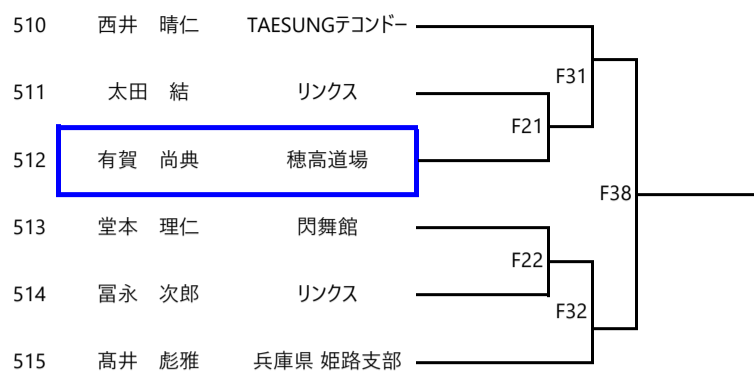 510 西井 晴仁 TAESUNGテコンドー
F31
511 太田 結 リンクス
F21
512 有賀 尚典 穂高道場
F38
513 堂本 理仁 閃舞館
F22
514 冨永 次郎 リンクス
F32
515 髙井 彪雅 兵庫県 姫路支部